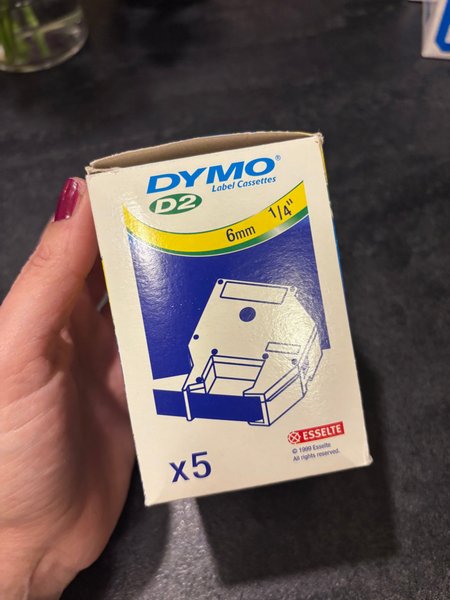 DYMO®
Label Cassettes
D2
6mm 1/4"
ESSELTE
© 1999 Esselte
All rights reserved.
x5